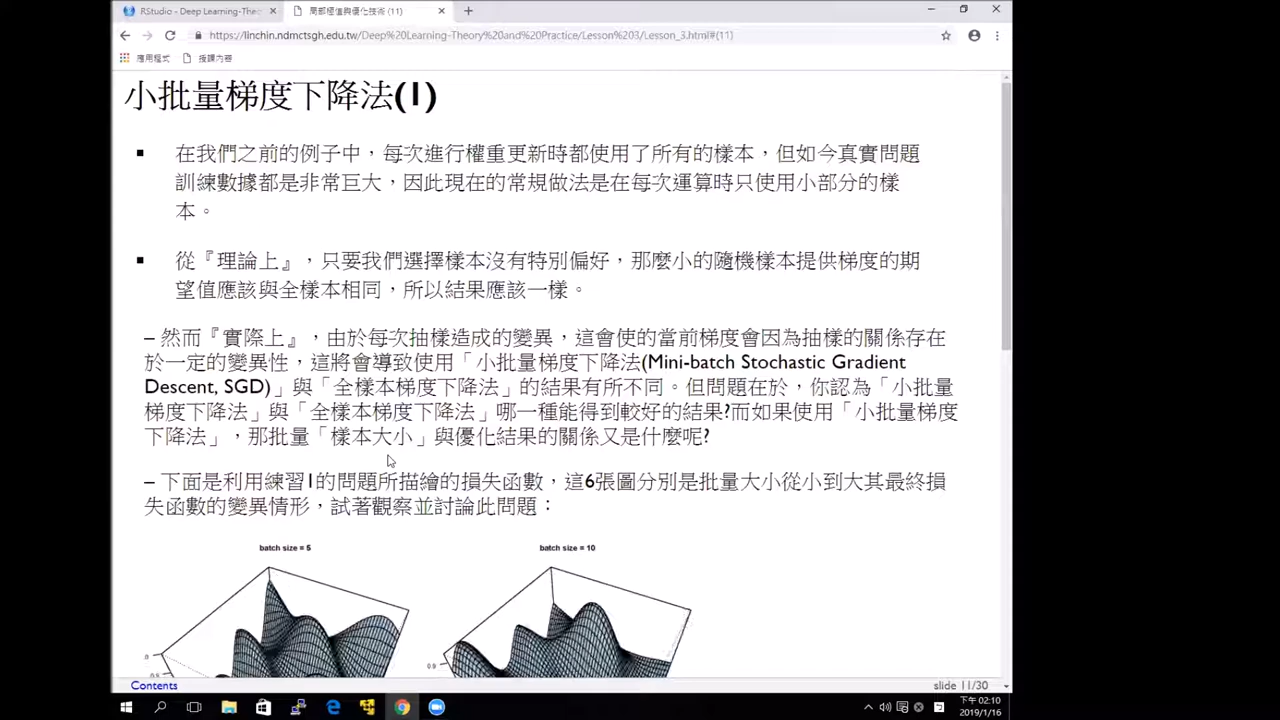 RStudio - Deep Learning-Theo
局部極值與優化技術 (11)
https://linchin.ndmctsgh.edu.tw/Deep%20Learning-Theory%20and%20Practice/Lesson%203/Lesson_3.html#(11)
應用程式
授課內容
小批量梯度下降法(1)
在我們之前的例子中，每次進行權重更新時都使用了所有的樣本，但如今真實問題
訓練數據都是非常巨大，因此現在的常規做法是在每次運算時只使用小部分的樣
本。
從『理論上』，只要我們選擇樣本沒有特別偏好，那麼小的隨機樣本提供梯度的期
望值應該與全樣本相同，所以結果應該一樣。
– 然而『實際上』，由於每次抽樣造成的變異，這會使的當前梯度會因為抽樣的關係存在
於一定的變異性，這將會導致使用「小批量梯度下降法(Mini-batch Stochastic Gradient
Descent, SGD)」與「全樣本梯度下降法」的結果有所不同。但問題在於，你認為「小批量
梯度下降法」與「全樣本梯度下降法」哪一種能得到較好的結果?而如果使用「小批量梯度
下降法」，那批量「樣本大小」與優化結果的關係又是什麼呢?
– 下面是利用練習1的問題所描繪的損失函數，這6張圖分別是批量大小從小到大其最終損
失函數的變異情形，試著觀察並討論此問題：
batch size = 5
batch size = 10
0.9
Contents
slide 11/30
下午 02:10
2019/1/16